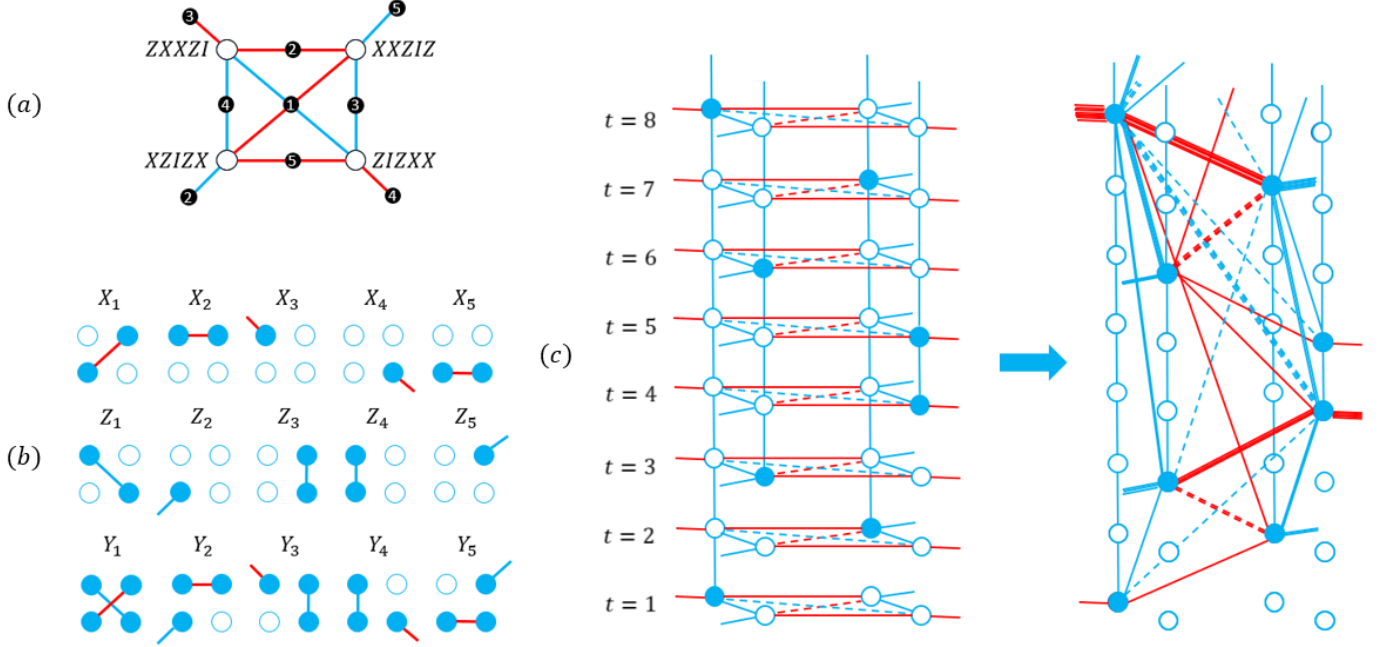 (a)
3
5
ZXXZI
2
XXZIZ
4
1
3
XZIZX
5
ZIZXX
2
4
(b)
X₁ X₂ X₃ X₄ X₅
Z₁ Z₂ Z₃ Z₄ Z₅
Y₁ Y₂ Y₃ Y₄ Y₅
(c)
t = 8
t = 7
t = 6
t = 5
t = 4
t = 3
t = 2
t = 1